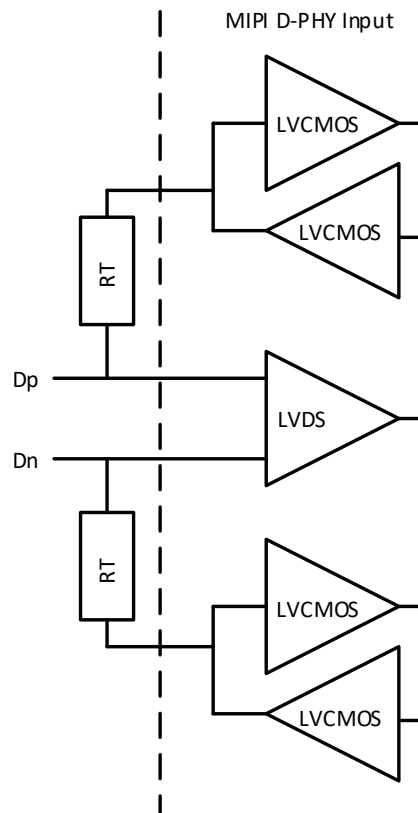 MIPI D-PHY Input
LVCMOS
LVCMOS
RT
Dp
LVDS
Dn
RT
LVCMOS
LVCMOS